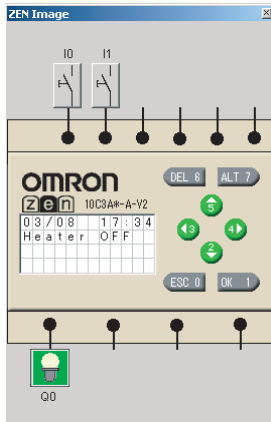 ZEN Image
I0 I1
OMRON
zen 10C3A*-A-V2
03/08 17:34
Heater OFF
DEL 6 ALT 7
5
3 4
2
ESC 0 OK 1
Q0